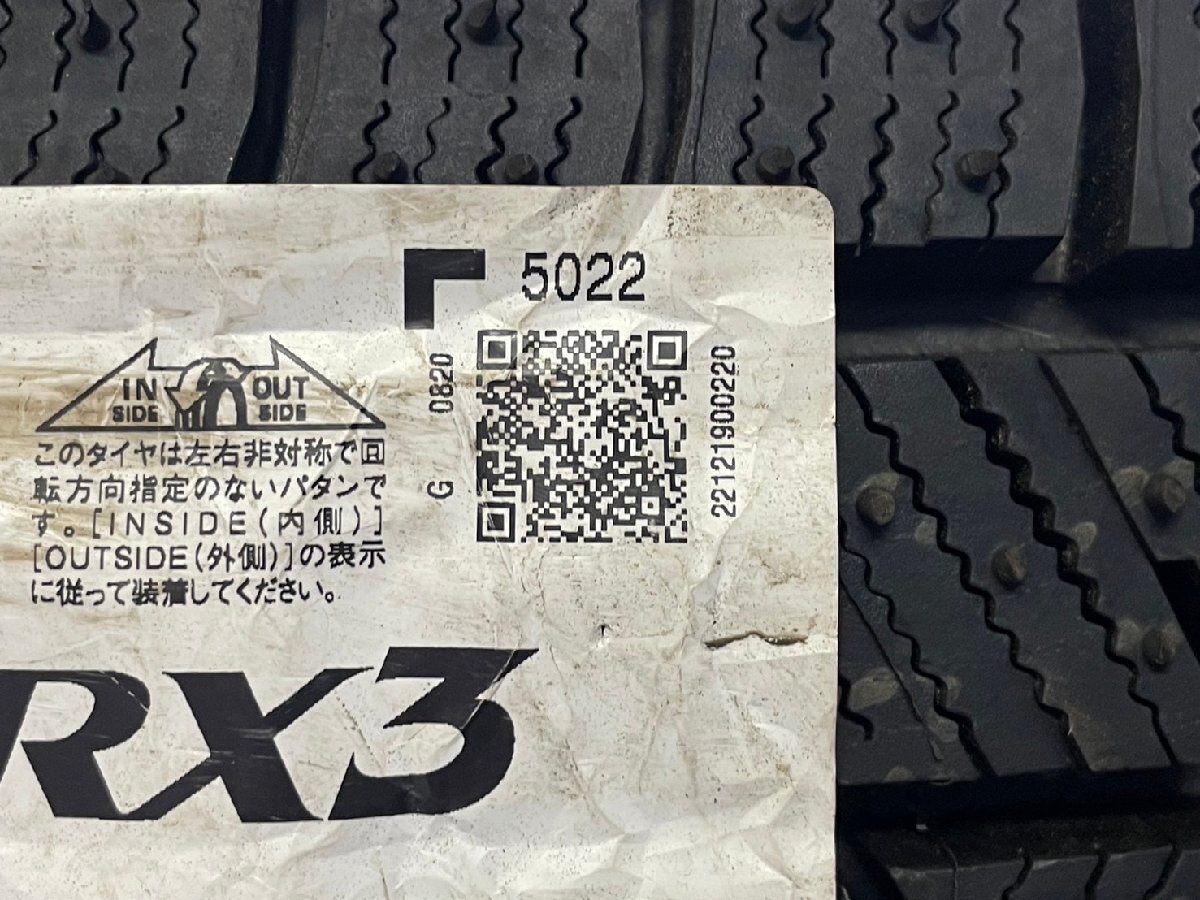 5022
0820
G
221219002​20
IN OUT
SIDE SIDE
このタイヤは左右非対称で回
転方向指定のないパタンで
す。[INSIDE(内側)]
[OUTSIDE(外側)]の表示
に従って装着してください。
RX3